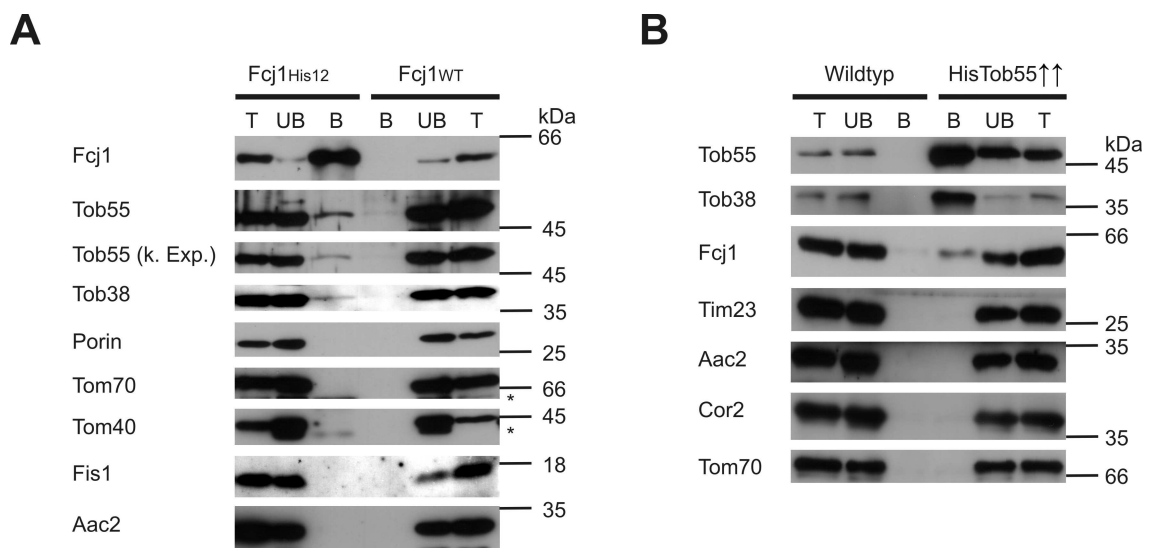 A
Fcj1His12 Fcj1WT
T UB B B UB T kDa
Fcj1 66
Tob55 45
Tob55 (k. Exp.) 45
Tob38 35
Porin 25
Tom70 66
*
Tom40 45
*
Fis1 18
Aac2 35
B
Wildtyp HisTob55↑↑
T UB B B UB T kDa
Tob55 45
Tob38 35
Fcj1 66
Tim23 25
Aac2 35
Cor2 35
Tom70 66